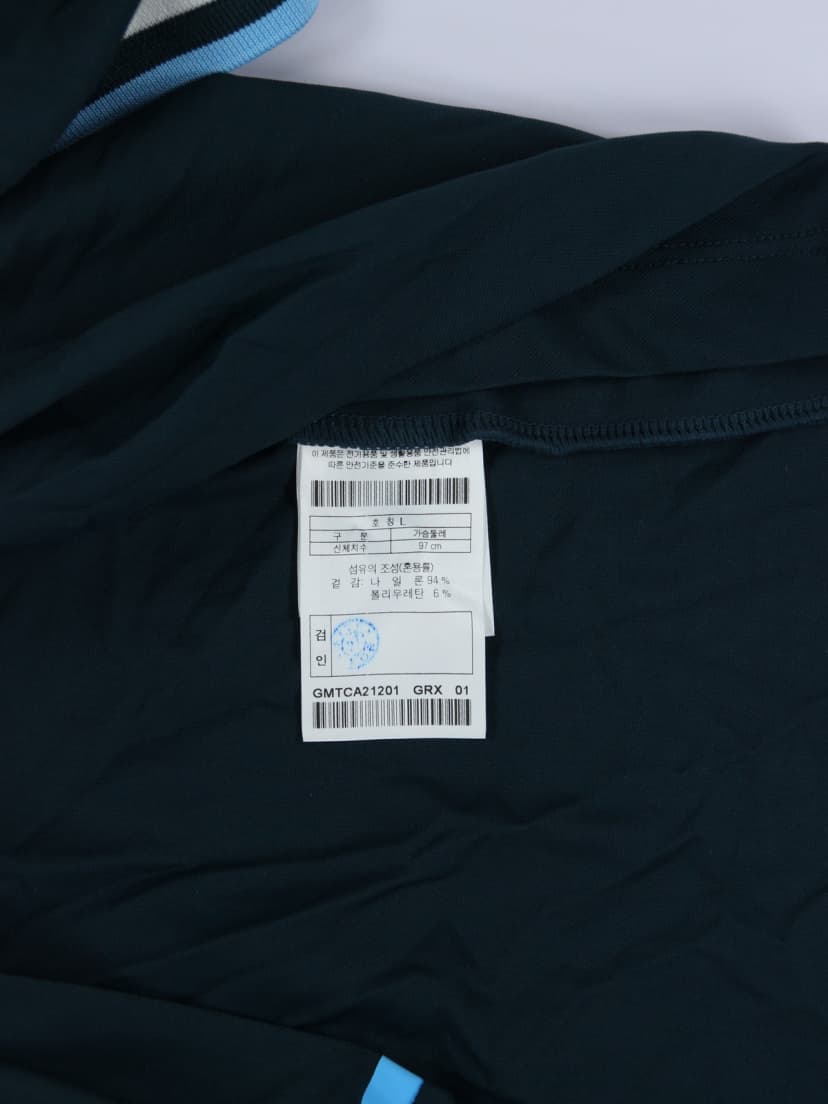 이 제품은 전기용품 및 생활용품 안전관리법에
따른 안전기준을 준수한 제품입니다
호 칭 L
구 분 가슴둘레
신체치수 97 cm
섬유의 조성(혼용률)
겉 감: 나 일 론 94 %
폴리우레탄 6 %
검
인
GMTCA21201 GRX 01